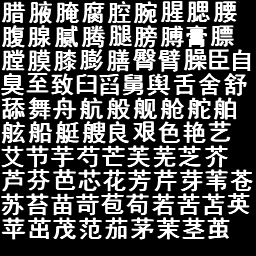 腊腋腌腐腔腕腥腮腰
腹腺腻腾腿膀膊膏膘
膛膜膝膨膳臀臂臊臣自
臭至致臼舀舅舆舌舍舒
舔舞舟航般舰舱舵舶
舷船艇艘良艰色艳艺
艾节芋芍芒芙芜芝芥
芦芬芭芯花芳芹芽苇苍
苏苔苗苛苞苟若苦苫英
苹茁茂范茄茅茉茎茧